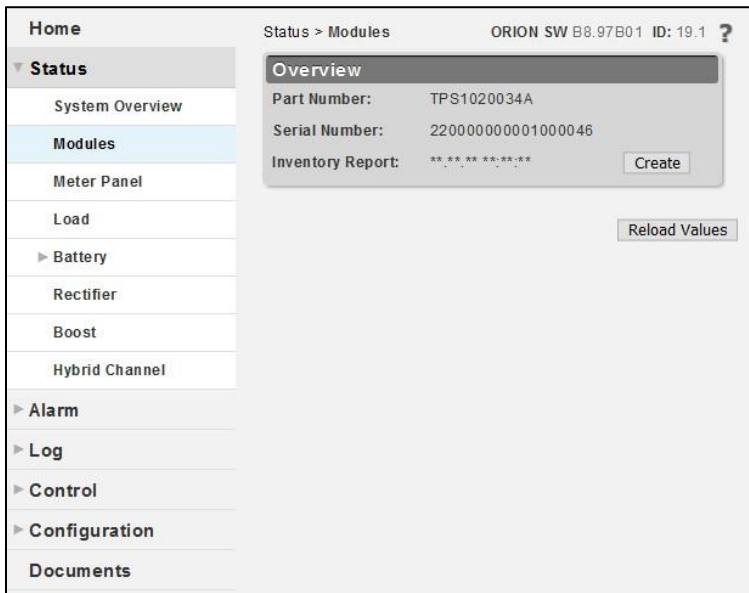 Home
Status
System Overview
Modules
Meter Panel
Load
Battery
Rectifier
Boost
Hybrid Channel
Alarm
Log
Control
Configuration
Documents
Status > Modules ORION SW B8.97B01 ID: 19.1 ?
Overview
Part Number: TPS1020034A
Serial Number: 220000000001000046
Inventory Report: **.**.** **:**:** Create
Reload Values